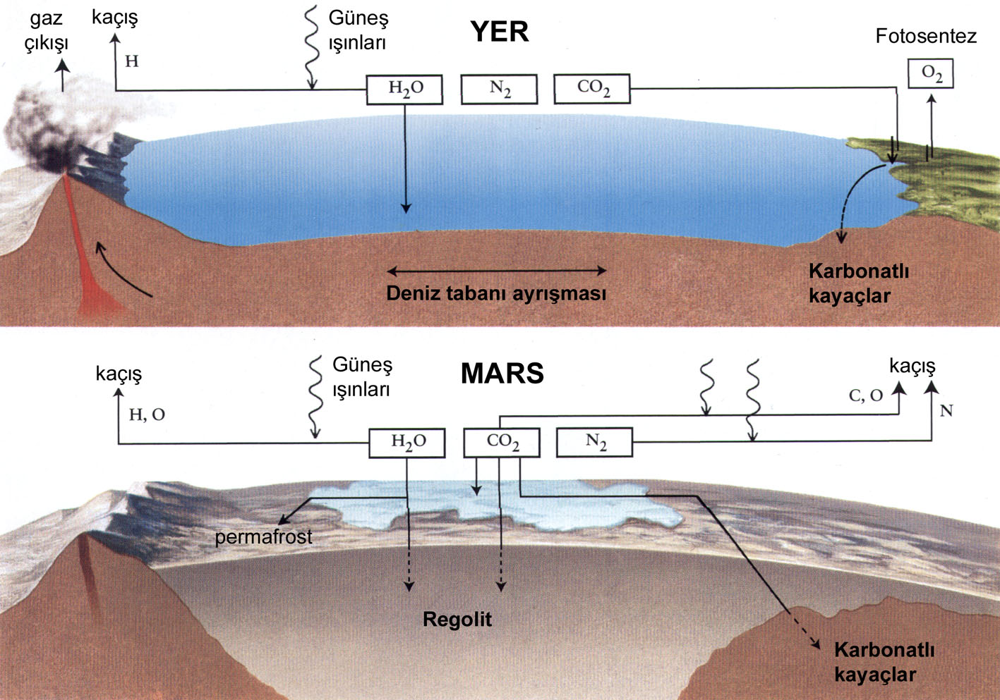 gaz
çıkışı
kaçış
H
Güneş
ışınları
YER
Fotosentez
H₂O
N₂
CO₂
O₂
Karbonatlı
kayaçlar
Deniz tabanı ayrışması
kaçış
H, O
Güneş
ışınları
MARS
kaçış
C, O
N
H₂O
CO₂
N₂
permafrost
Regolit
Karbonatlı
kayaçlar